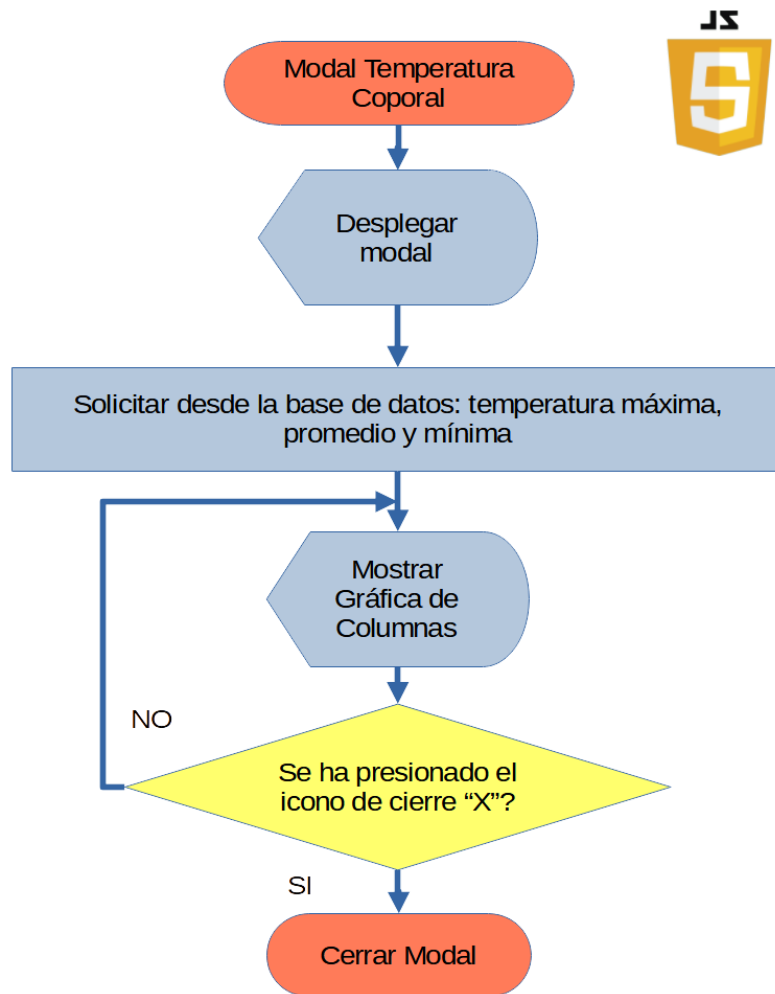 JS
Modal Temperatura
Coporal
Desplegar
modal
Solicitar desde la base de datos: temperatura máxima,
promedio y mínima
Mostrar
Gráfica de
Columnas
NO
Se ha presionado el
icono de cierre “X”?
SI
Cerrar Modal